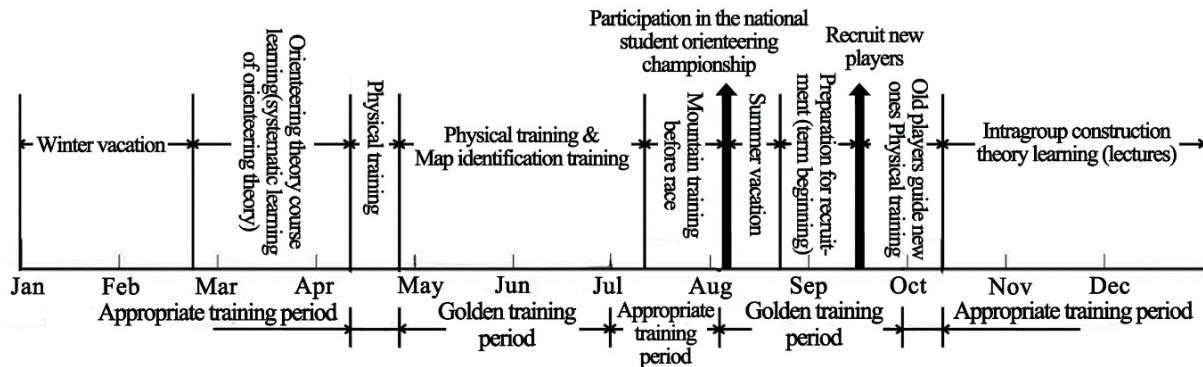 Participation in the national
student orienteering
championship
Recruit new
players
Winter vacation
Orienteering theory course
learning(systematic learning
of orienteering theory)
Physical training
Physical training &
Map identification training
Mountain training
before race
Summer vacation
Preparation for recruit-
ment (term beginning)
Old players guide new
ones Physical training
Intragroup construction
theory learning (lectures)
Jan Feb Mar Apr May Jun Jul Aug Sep Oct Nov Dec
Appropriate training period
Golden training
period
Appropriate
training
period
Golden training
period
Appropriate training period